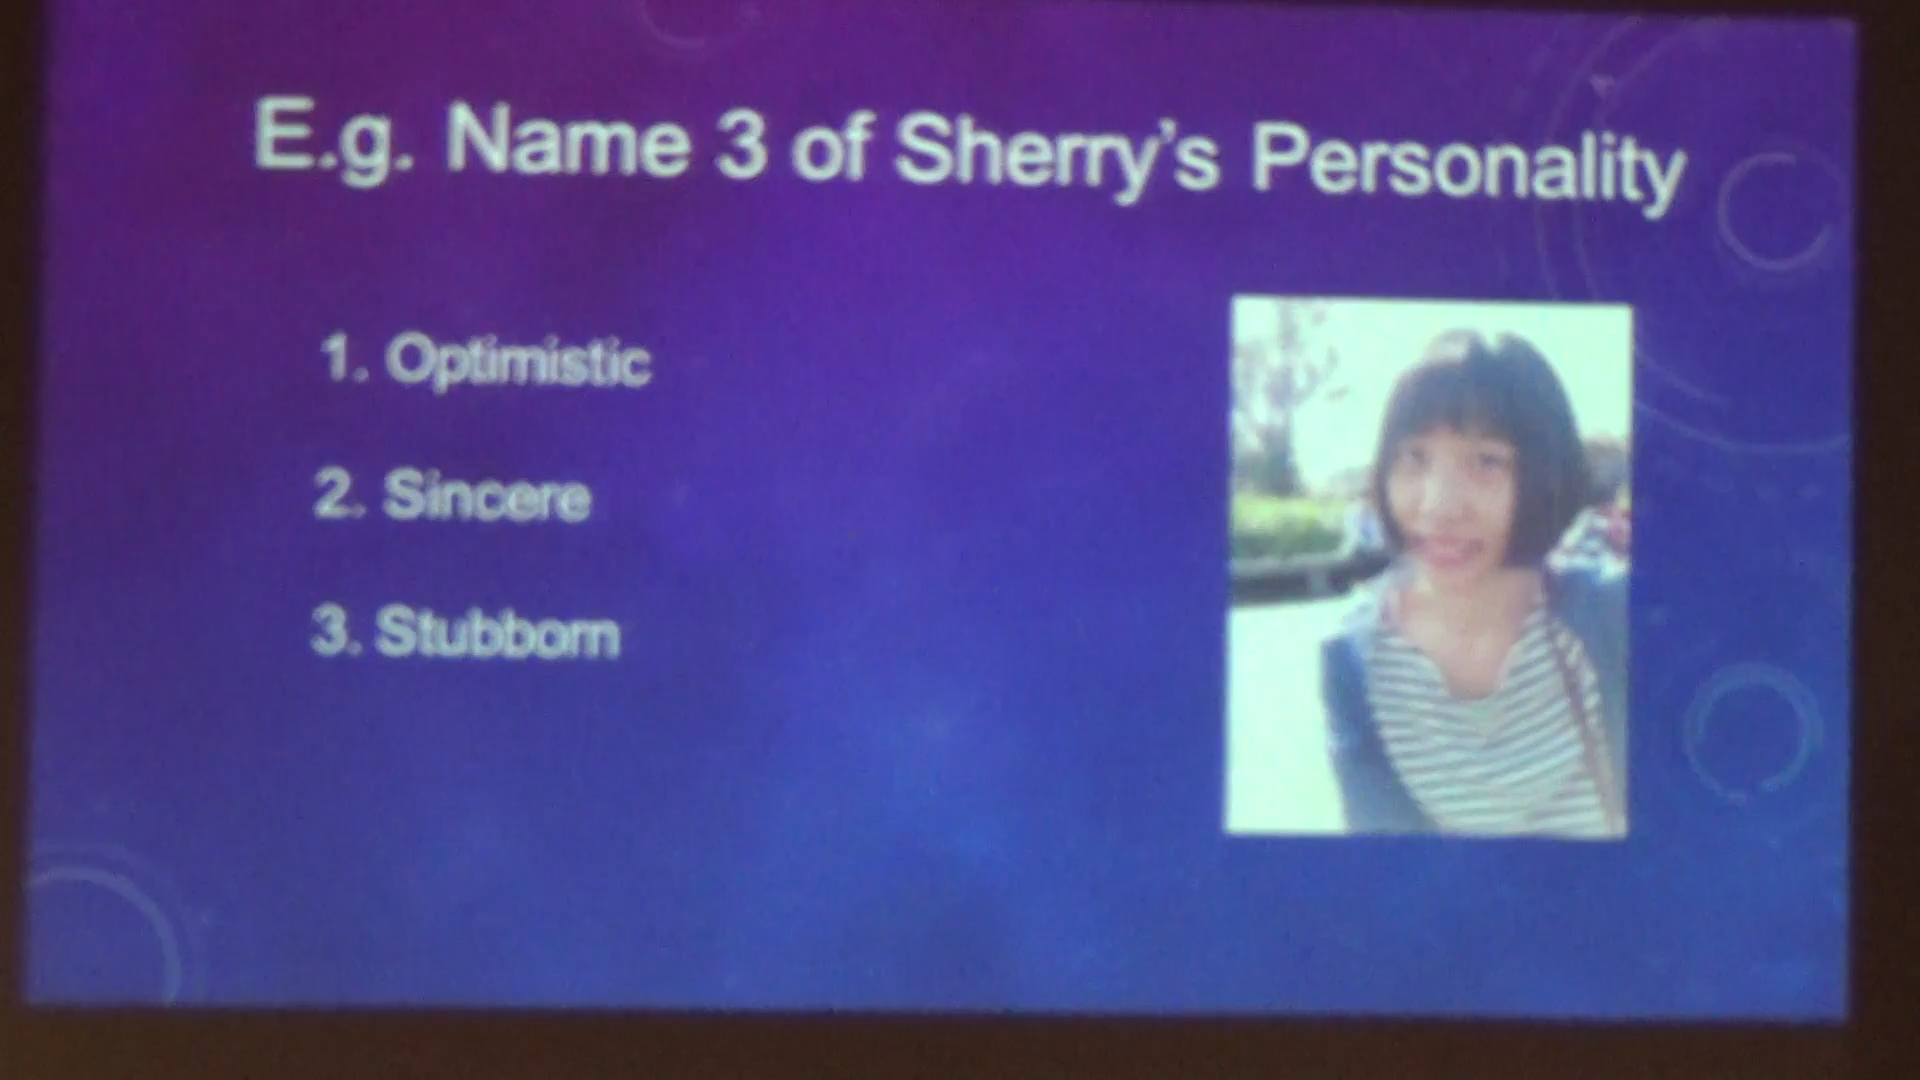 E.g. Name 3 of Sherry's Personality
1. Optimistic
2. Sincere
3. Stubborn